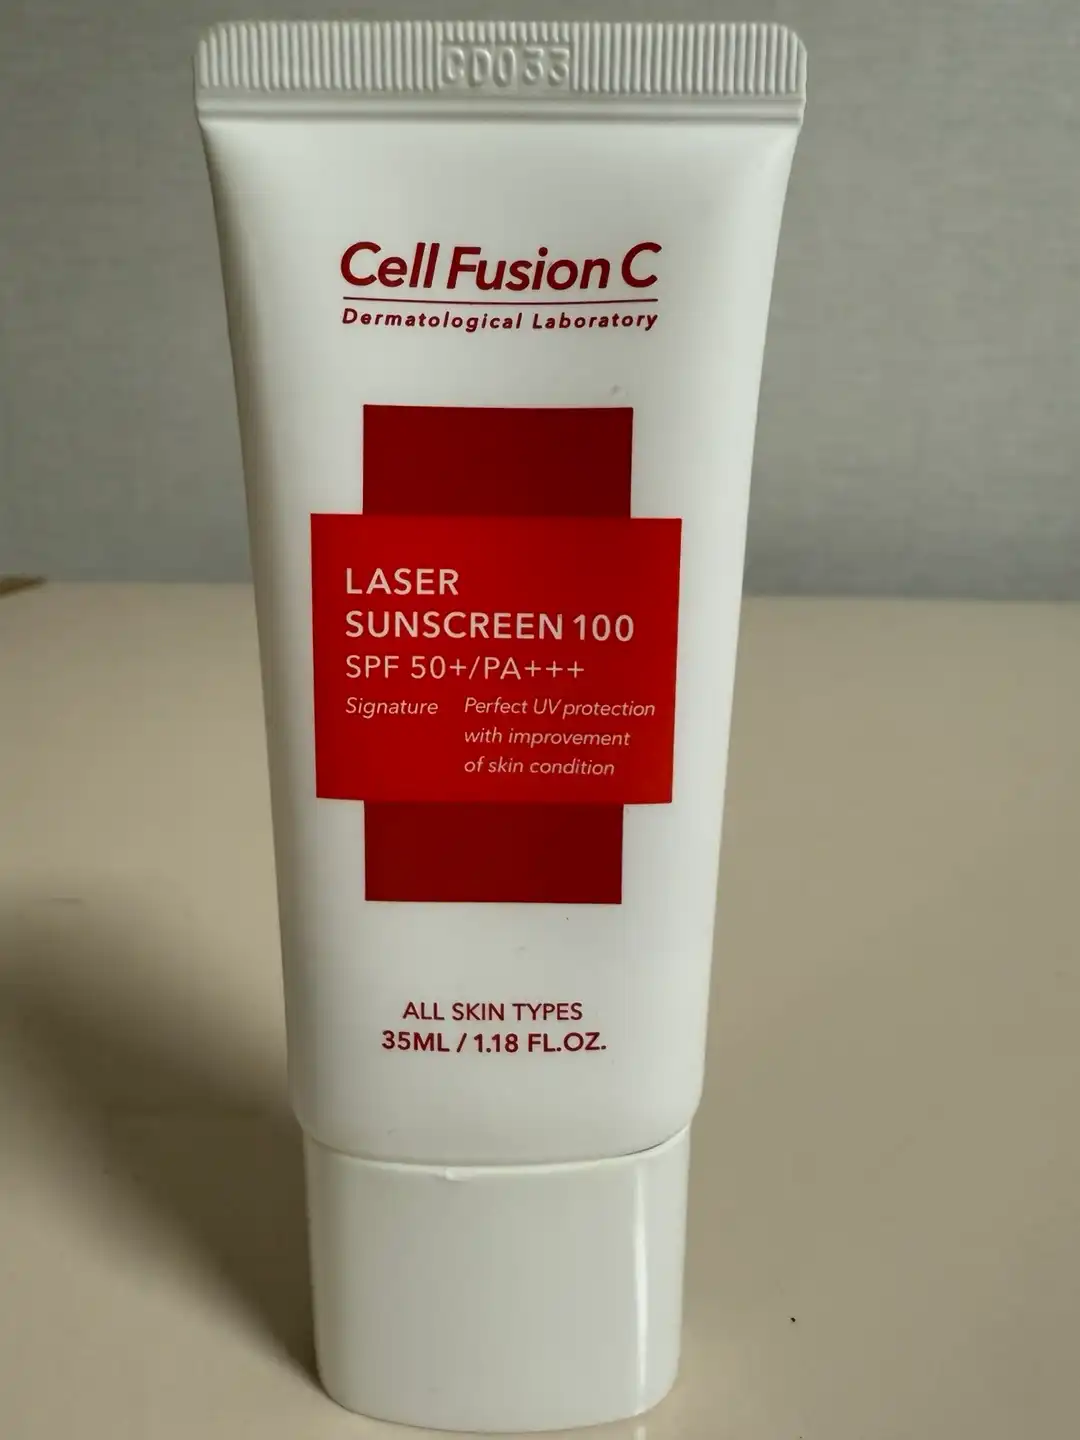 CD033
Cell Fusion C
Dermatological Laboratory
LASER
SUNSCREEN 100
SPF 50+/PA+++
Signature Perfect UV protection
with improvement
of skin condition
ALL SKIN TYPES
35ML / 1.18 FL.OZ.